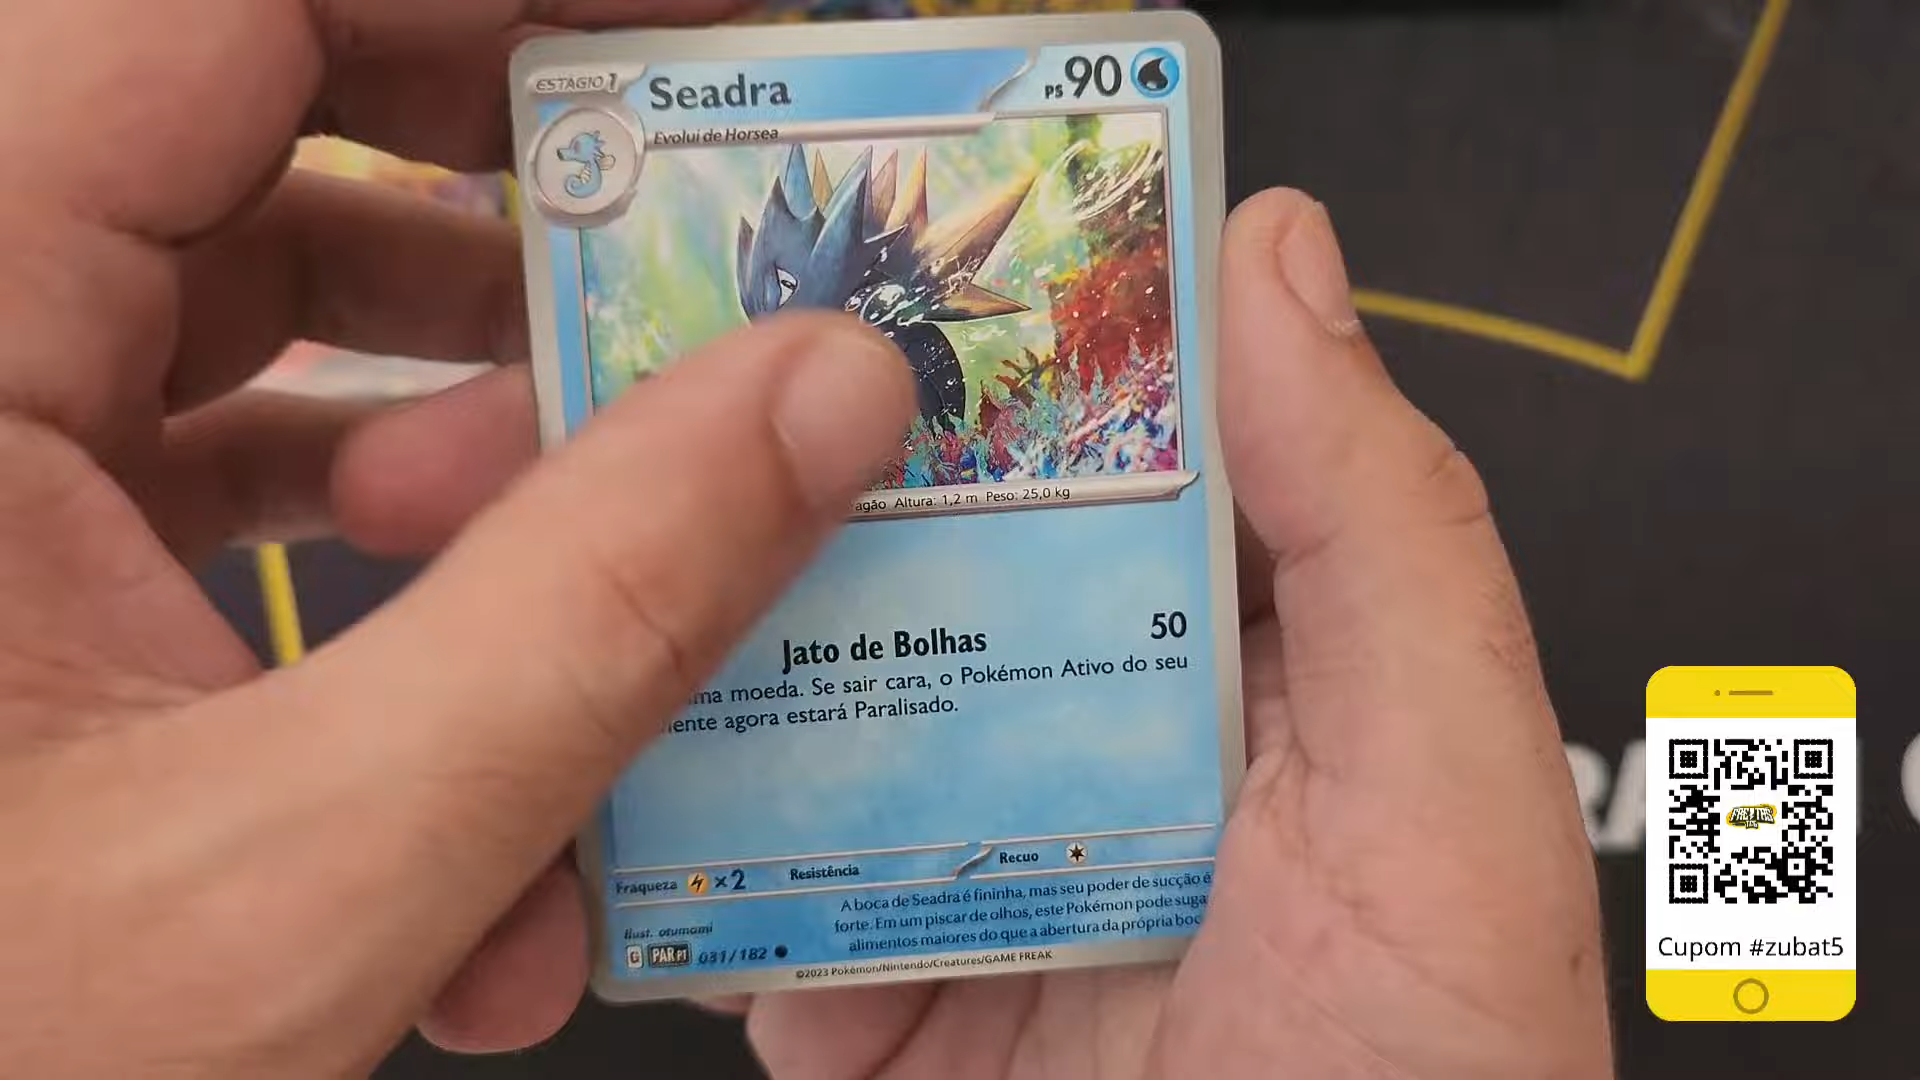 ESTÁGIO 1
Seadra
PS 90
Evolui de Horsea
agão Altura: 1,2 m Peso: 25,0 kg
Jato de Bolhas 50
ma moeda. Se sair cara, o Pokémon Ativo do seu
nente agora estará Paralisado.
Fraqueza ×2 Resistência
Recuo
A boca de Seadra é fininha, mas seu poder de sucção é
forte. Em um piscar de olhos, este Pokémon pode suga
alimentos maiores do que a abertura da própria boc
Ilust. otumami
G PAR PT 031/182
©2023 Pokémon/Nintendo/Creatures/GAME FREAK
FREITAS
TCG
Cupom #zubat5